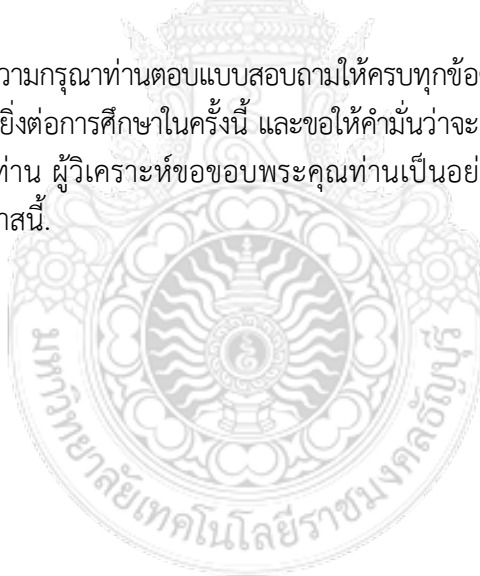 วามกรุณาท่านตอบแบบสอบถามให้ครบทุกข้อ
ยิ่งต่อการศึกษาในครั้งนี้ และขอให้คำมั่นว่าจะ
ท่าน ผู้วิเคราะห์ขอขอบพระคุณท่านเป็นอย่
าสนี้.
มหาวิทยาลัยเทคโนโลยีราชมงคลธัญบุรี